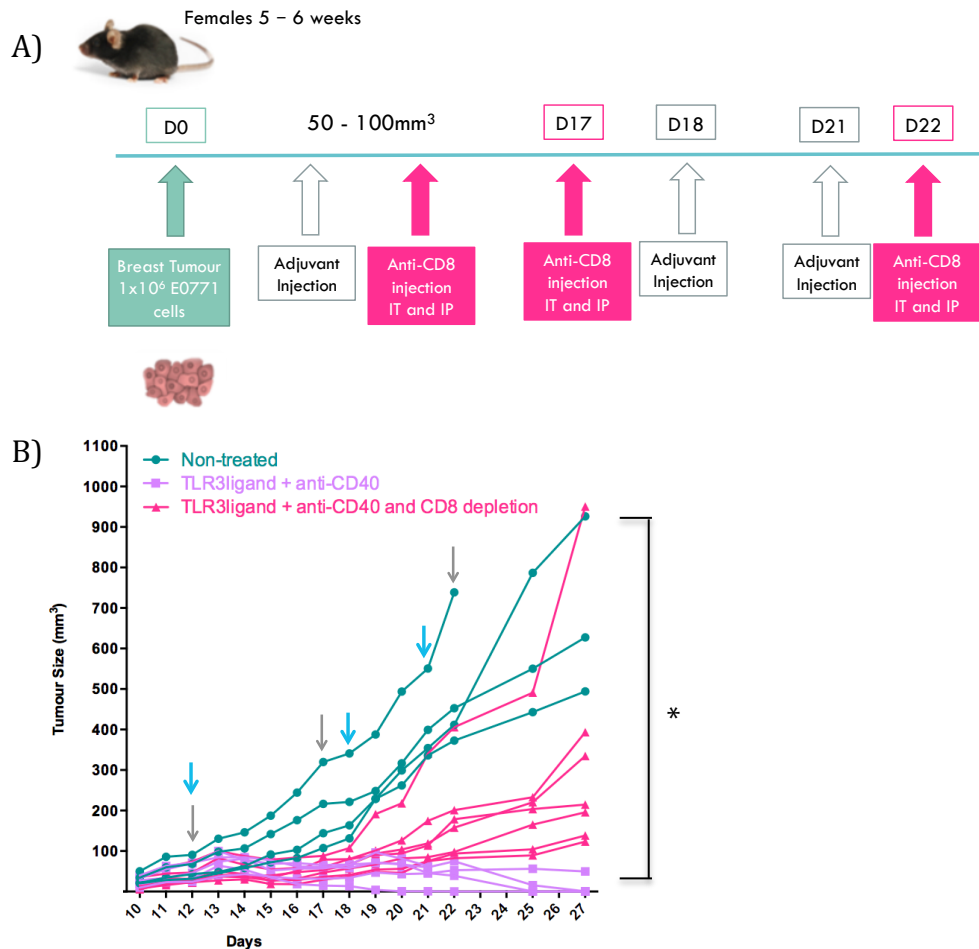 Females 5 – 6 weeks
A)
D0
50 - 100mm³
D17
D18
D21
D22
Breast Tumour
1x10⁶ E0771
cells
Adjuvant
Injection
Anti-CD8
injection
IT and IP
Anti-CD8
injection
IT and IP
Adjuvant
Injection
Adjuvant
Injection
Anti-CD8
injection
IT and IP
B)
Non-treated
TLR3ligand + anti-CD40
TLR3ligand + anti-CD40 and CD8 depletion
Tumour Size (mm³)
1100
1000
900
800
700
600
500
400
300
200
100
*
10 11 12 13 14 15 16 17 18 19 20 21 22 23 24 25 26 27
Days